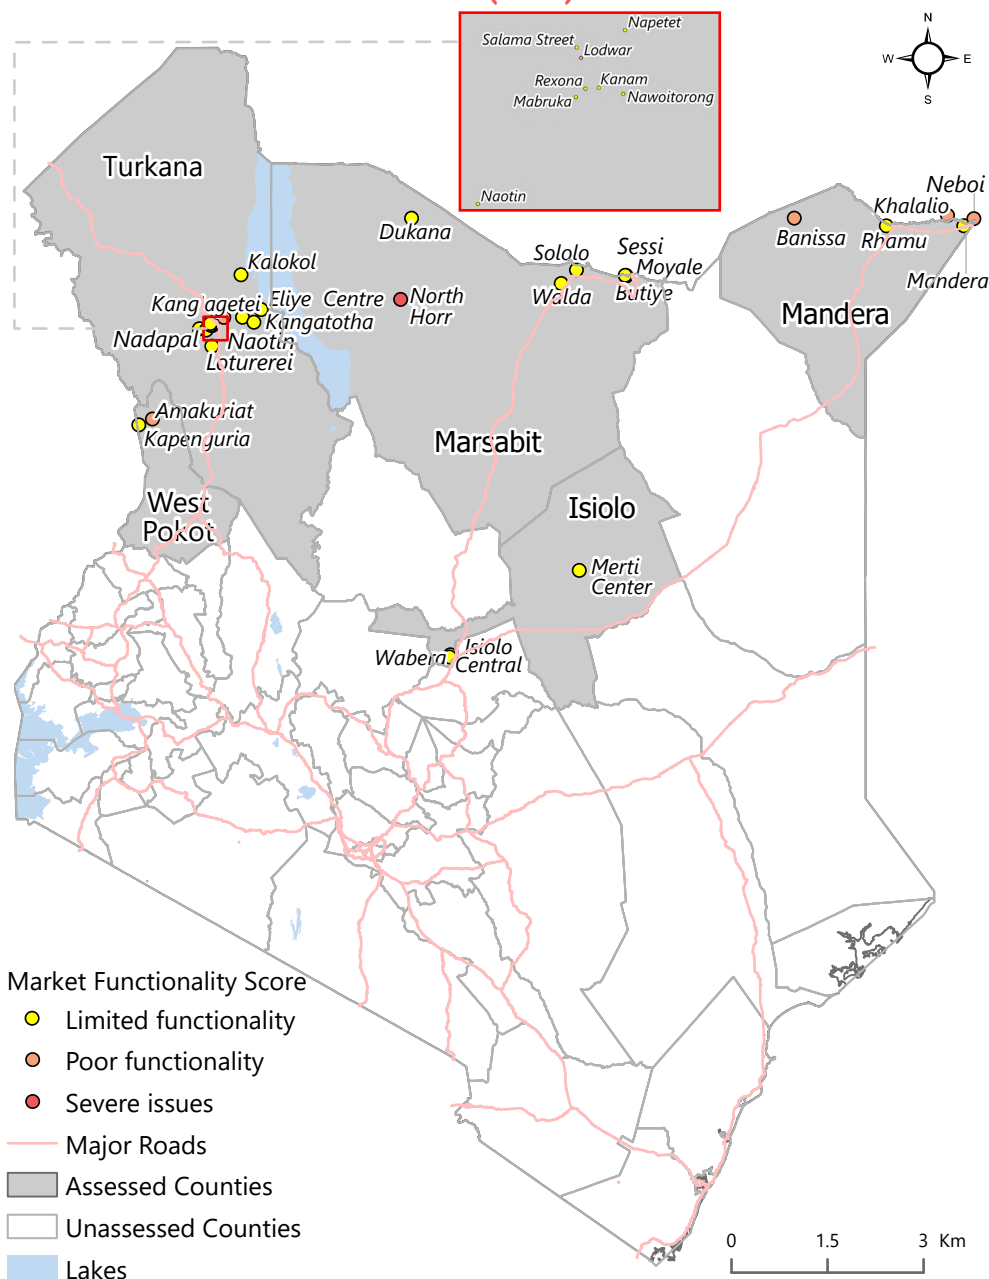 Napetet
Salama Street
Lodwar
Rexona
Kanam
Mabruka
Nawoitorong
Naotin
N
W
E
S
Turkana
Neboi
Khalalio
Dukana
Banissa
Rhamu
Sololo
Sessi
Moyale
Kalokol
Walda
Butiye
Mandera
Kanglagetei
Eliye
Centre
North
Horr
Mandera
Kangatotha
Nadapal
Naotin
Loturerei
Amakuriat
Kapenguria
Marsabit
West
Pokot
Isiolo
Merti
Center
Wabera
Isiolo
Central
Market Functionality Score
Limited functionality
Poor functionality
Severe issues
Major Roads
Assessed Counties
Unassessed Counties
Lakes
0 1.5 3 Km